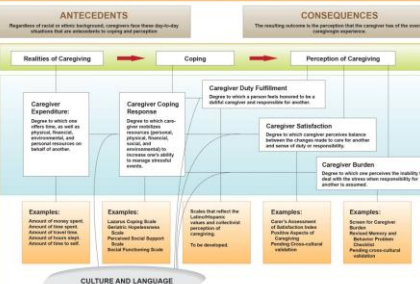 ANTECEDENTS
Regardless of racial or ethnic background, caregivers face these day-to-day
situations that are antecedents to coping and perception
CONSEQUENCES
The resulting outcome is the perception that the caregiver has of the over
caregivergin experience.
Realities of Caregiving
Coping
Perception of Caregiving
Caregiver
Expenditure:
Degree to which one
offers time, as well as
physical, financial,
environmental, and
personal resources on
behalf of another.
Caregiver Coping
Response
Degree to which care-
giver mobilizes
resources (personal,
physical, financial,
social, and
environmental) to
increase one's ability
to manage stressful
events.
Caregiver Duty Fulfillment
Degree to which a person feels honored to be a
dutiful caregiver and responsible for another.
Caregiver Satisfaction
Degree to which caregiver perceives balance
between the changes made to care for another
and sense of duty or responsibility.
Caregiver Burden
Degree to which one perceives the inability t
deal with the stress when responsibility for
another is assumed.
Examples:
Amount of money spent.
Amount of time spent
Amount of travel time.
Amount of hours slept.
Amount of time to self.
Examples:
Lazarus Coping Scale
Geriatric Hopelessness
Scale
Perceived Social Support
Scale
Social Functioning Scale
Scales that reflect the
Latino/Hispanic
values and collectivist
perception of
caregiving.
To be developed.
Examples:
Carer's Assessment
of Satisfaction Index
Positive Aspects of
Caregiving
Pending Cross-cultural
validation
Examples:
Screen for Caregiver
Burden
Revised Memory and
Behavior Problem
Checklist
Pending cross-cultural
validation
CULTURE AND LANGUAGE